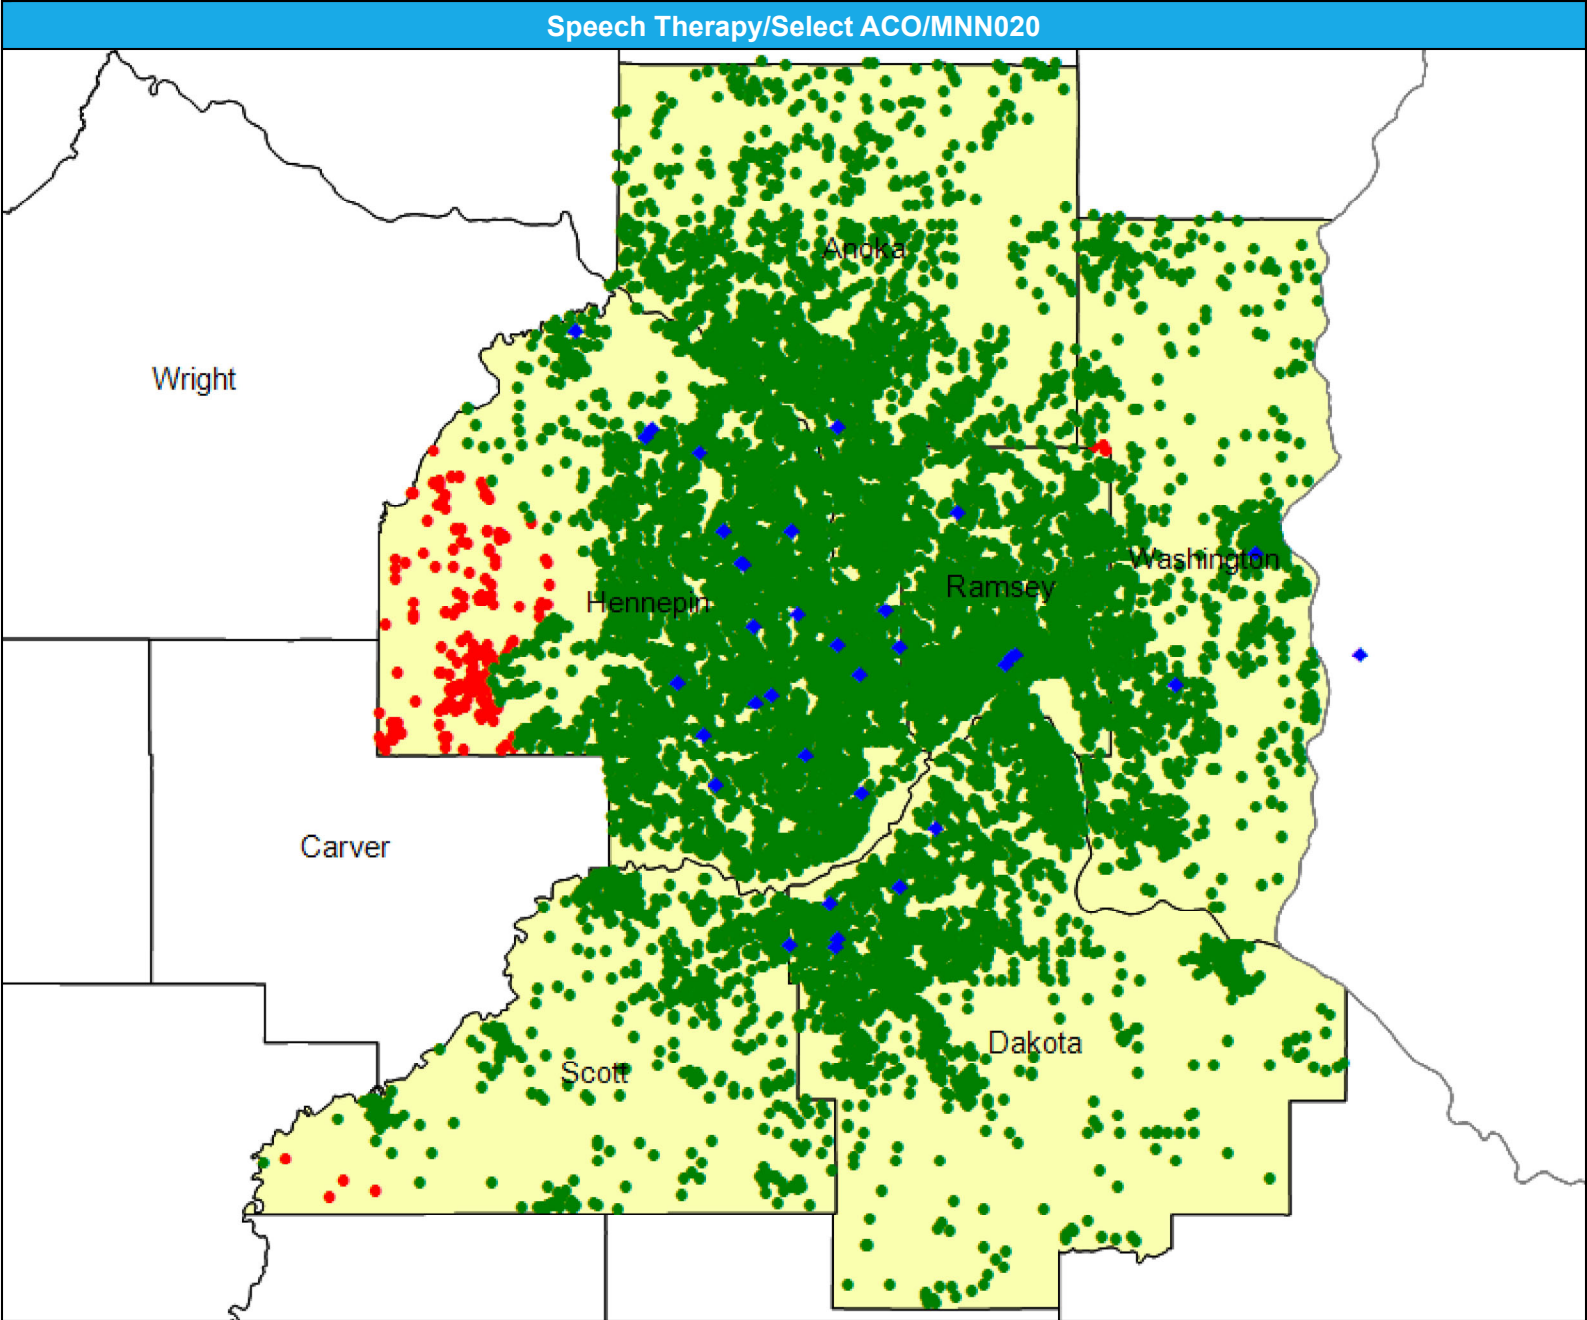 Speech Therapy/Select ACO/MNN020
Anoka
Wright
Washington
Ramsey
Hennepin
Carver
Dakota
Scott